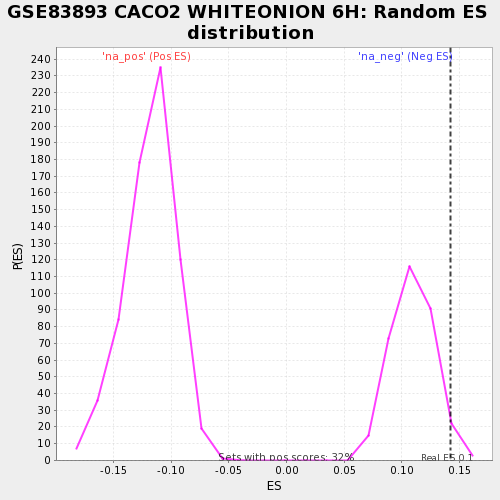 GSE83893 CACO2 WHITEONION 6H: Random ES
distribution
'na_pos' (Pos ES)
'na_neg' (Neg ES)
240
230
220
210
200
190
180
170
160
150
140
130
120
110
100
90
80
70
60
50
40
30
20
10
0
P(ES)
Sets with pos scores: 32%
Real ES 0.1
-0.15 -0.10 -0.05 0.00 0.05 0.10 0.15
ES